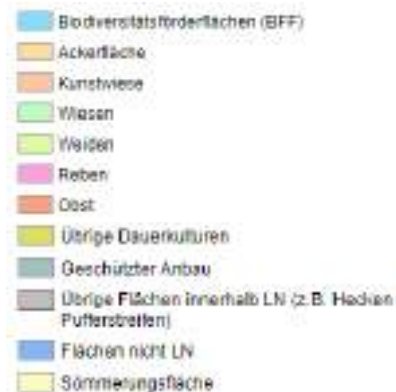 Biodiversitätsförderflächen (BFF)
Ackerfläche
Kunstwiese
Wiesen
Weiden
Reben
Obst
Übrige Dauerkulturen
Geschützter Anbau
Übrige Flächen innerhalb LN (z.B. Hecken
Pufferstreifen)
Flächen nicht LN
Sömmerungsfläche